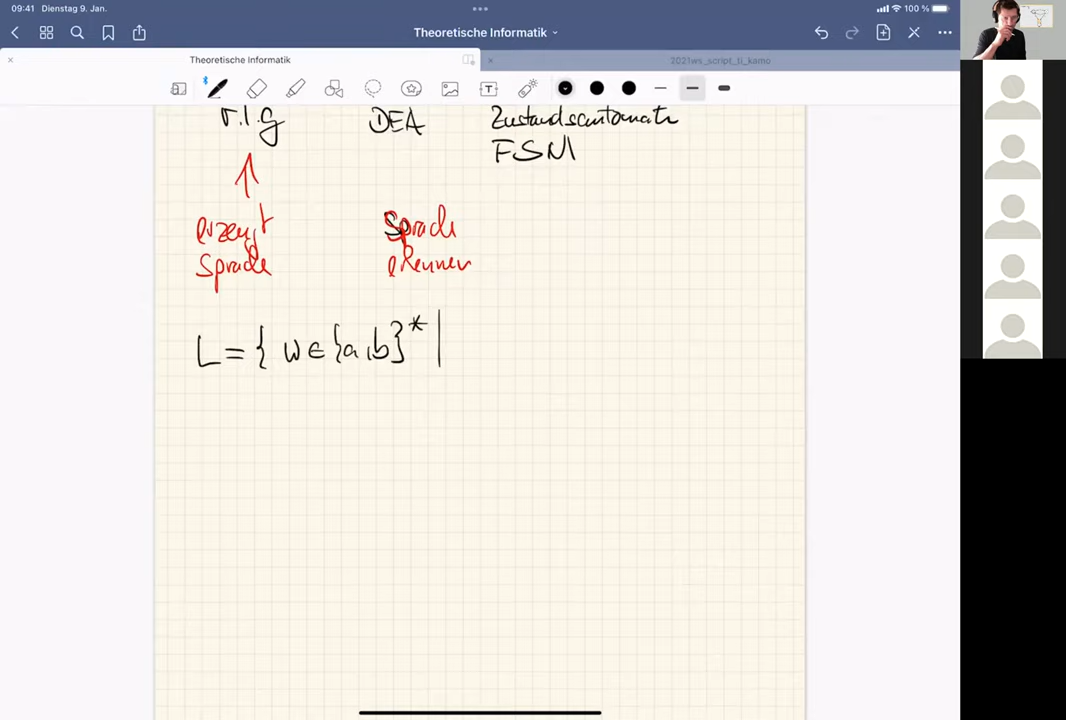 09:41 Dienstag 9. Jan.
100 %
Theoretische Informatik
Theoretische Informatik
2021ws_script_ti_kamo
r.l.G DEA Zustandsautomat
FSM
erzeugt Sprache
Sprache erkennen
L = { w ∈ {a,b}* |